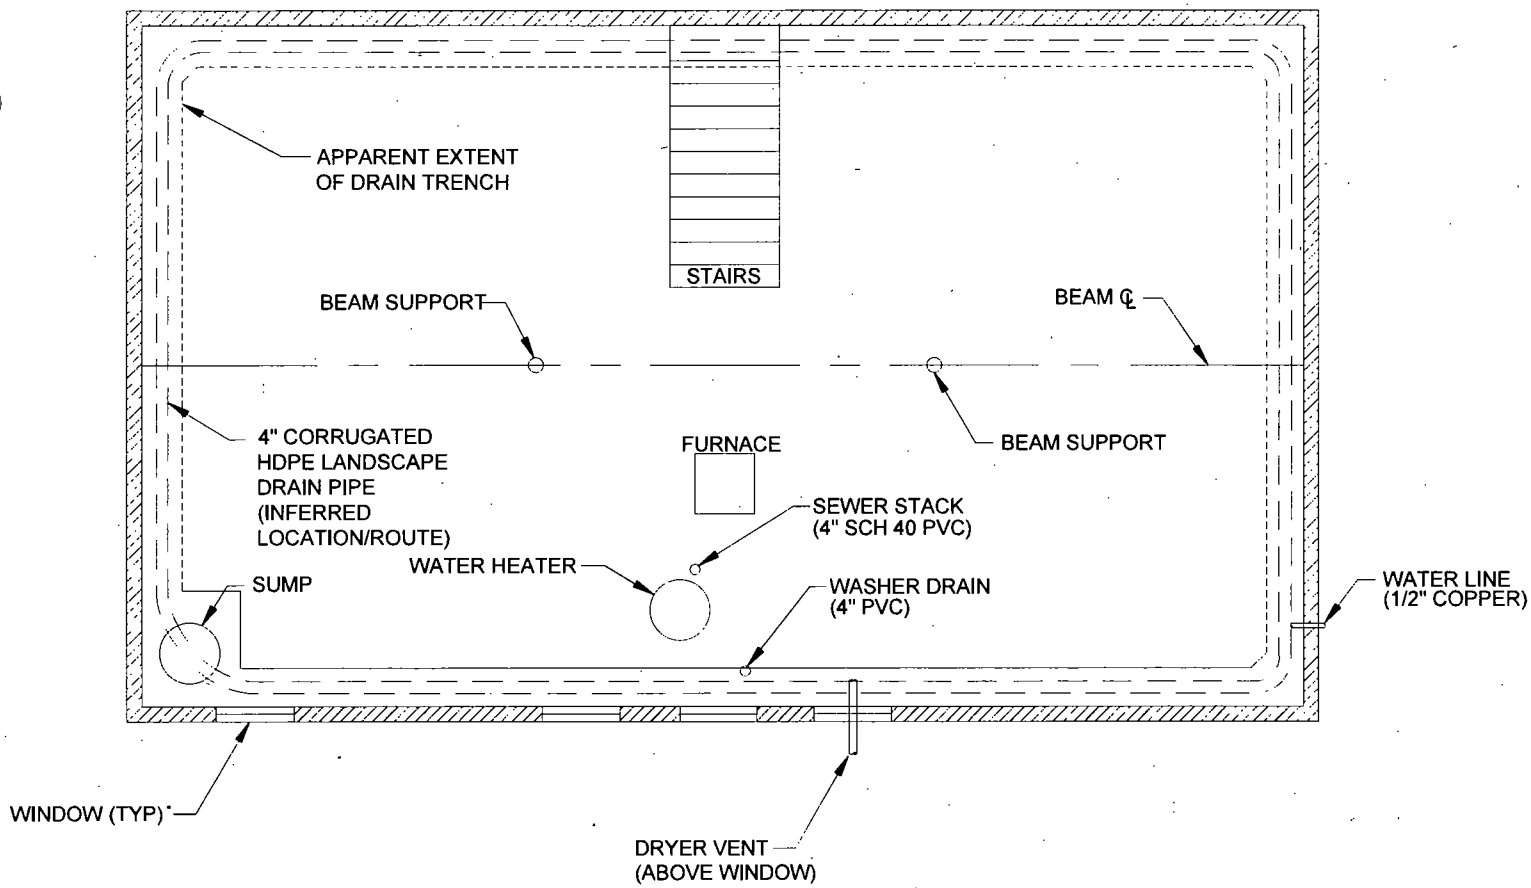 APPARENT EXTENT
OF DRAIN TRENCH
STAIRS
BEAM SUPPORT
BEAM ℄
4" CORRUGATED
HDPE LANDSCAPE
DRAIN PIPE
(INFERRED
LOCATION/ROUTE)
FURNACE
BEAM SUPPORT
SEWER STACK
(4" SCH 40 PVC)
WATER HEATER
SUMP
WASHER DRAIN
(4" PVC)
WATER LINE
(1/2" COPPER)
WINDOW (TYP)
DRYER VENT
(ABOVE WINDOW)